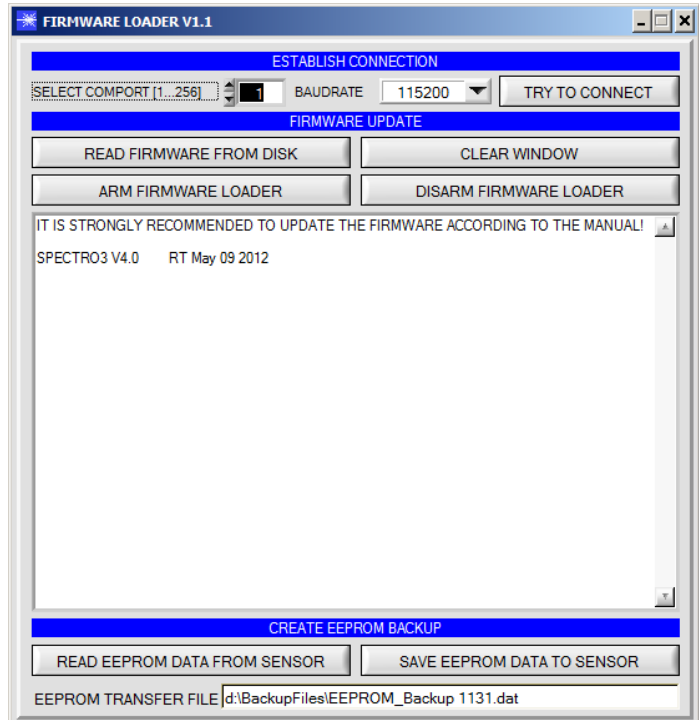 FIRMWARE LOADER V1.1
ESTABLISH CONNECTION
SELECT COMPORT [1...256] 1 BAUDRATE 115200 TRY TO CONNECT
FIRMWARE UPDATE
READ FIRMWARE FROM DISK CLEAR WINDOW
ARM FIRMWARE LOADER DISARM FIRMWARE LOADER
IT IS STRONGLY RECOMMENDED TO UPDATE THE FIRMWARE ACCORDING TO THE MANUAL!
SPECTRO3 V4.0 RT May 09 2012
CREATE EEPROM BACKUP
READ EEPROM DATA FROM SENSOR SAVE EEPROM DATA TO SENSOR
EEPROM TRANSFER FILE d:\BackupFiles\EEPROM_Backup 1131.dat